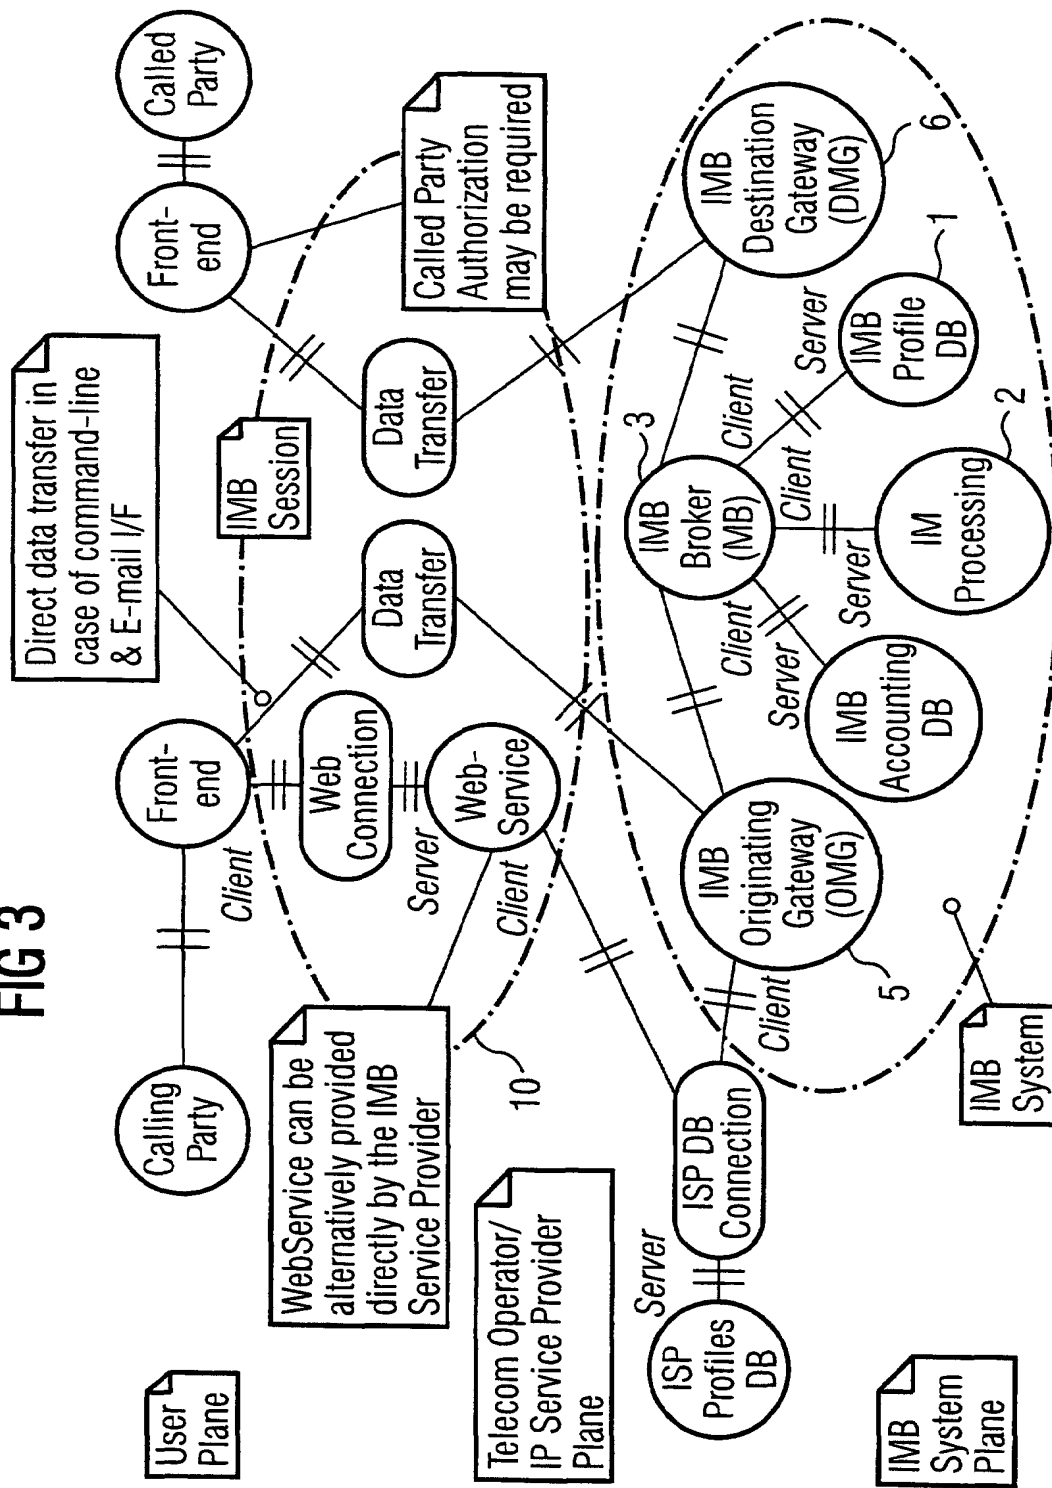 FIG 3
User
Plane
Calling
Party
Front-
end
Direct data transfer in
case of command-line
& E-mail I/F
Front-
end
Called
Party
Client
WebService can be
alternatively provided
directly by the IMB
Service Provider
Web
Connection
IMB
Session
Called Party
Authorization
may be required
Server
Data
Transfer
Data
Transfer
Telecom Operator/
IP Service Provider
Plane
10
Client
Web-
Service
Server
ISP
Profiles
DB
ISP DB
Connection
Client
IMB
Originating
Gateway
(OMG)
5
IMB
Broker
(MB)
3
IMB
Destination
Gateway
(DMG)
6
Client
Server
Client
Server
Client
Server
IMB
Accounting
DB
IM
Processing
2
IMB
Profile
DB
1
IMB
System
Plane
IMB
System